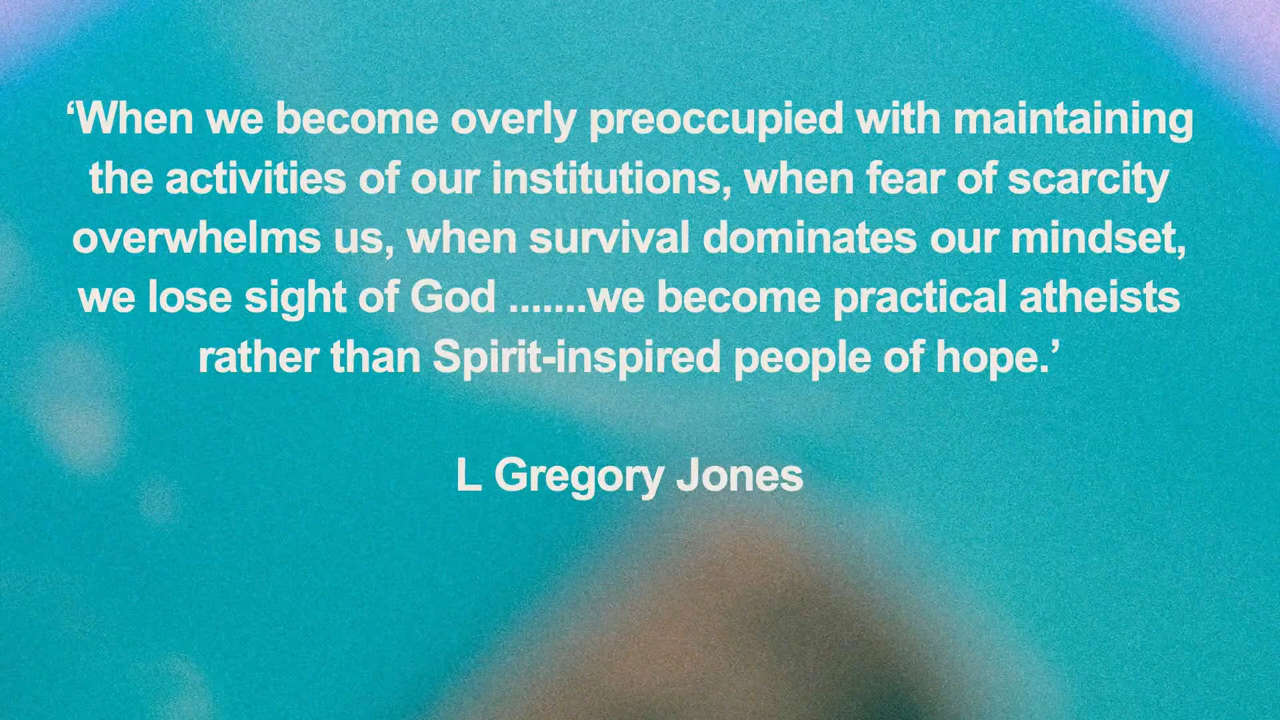 ‘When we become overly preoccupied with maintaining
the activities of our institutions, when fear of scarcity
overwhelms us, when survival dominates our mindset,
we lose sight of God .......we become practical atheists
rather than Spirit-inspired people of hope.’
L Gregory Jones